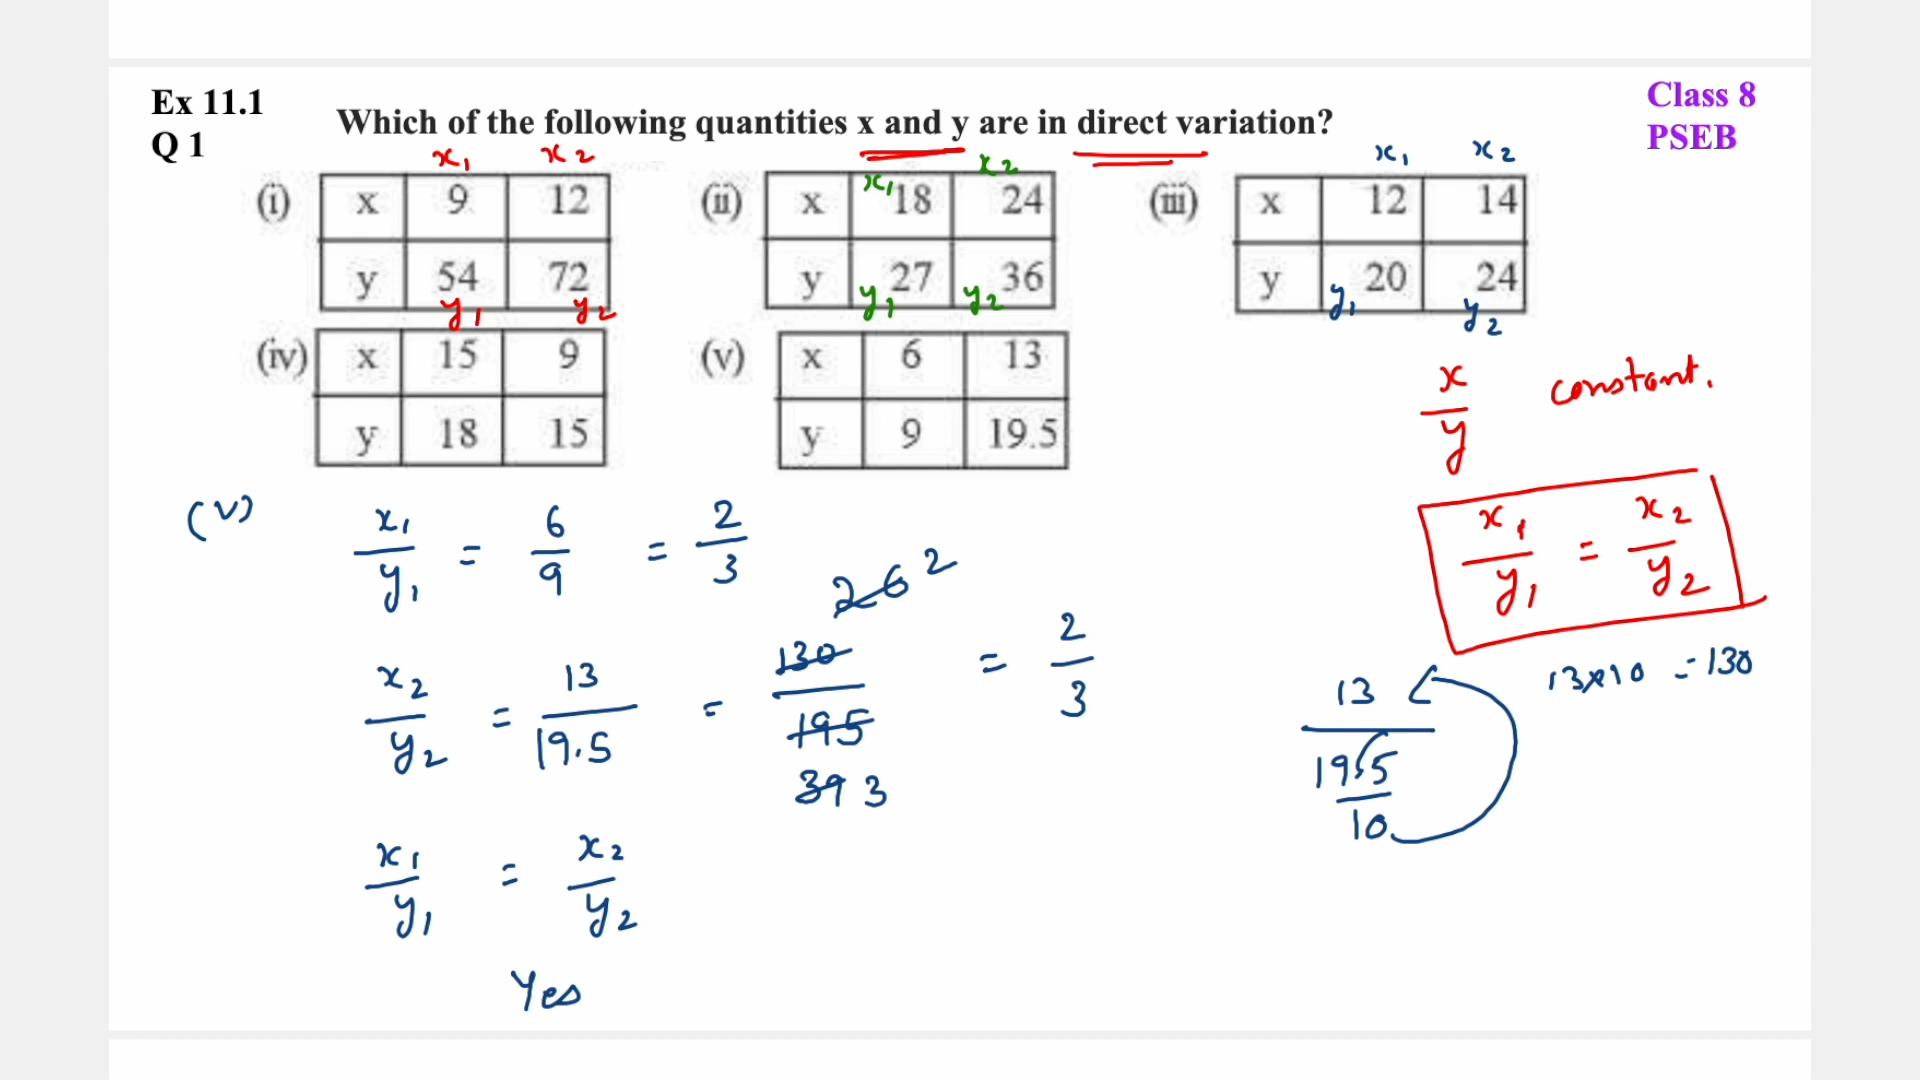 Ex 11.1
Q 1
Which of the following quantities x and y are in direct variation?
Class 8
PSEB
x₁ x₂
x₁ x₂
x₁ x₂
(i) x 9 12
y 54 72
y₁ y₂
(ii) x 18 24
y 27 36
y₁ y₂
(iii) x 12 14
y 20 24
y₁ y₂
(iv) x 15 9
y 18 15
(v) x 6 13
y 9 19.5
x/y constant.
x₁/y₁ = x₂/y₂
(v) x₁/y₁ = 6/9 = 2/3
x₂/y₂ = 13/19.5 = 130/195 = 2/3
26 2
39 3
13/19.5/10
13×10 = 130
x₁/y₁ = x₂/y₂
Yes